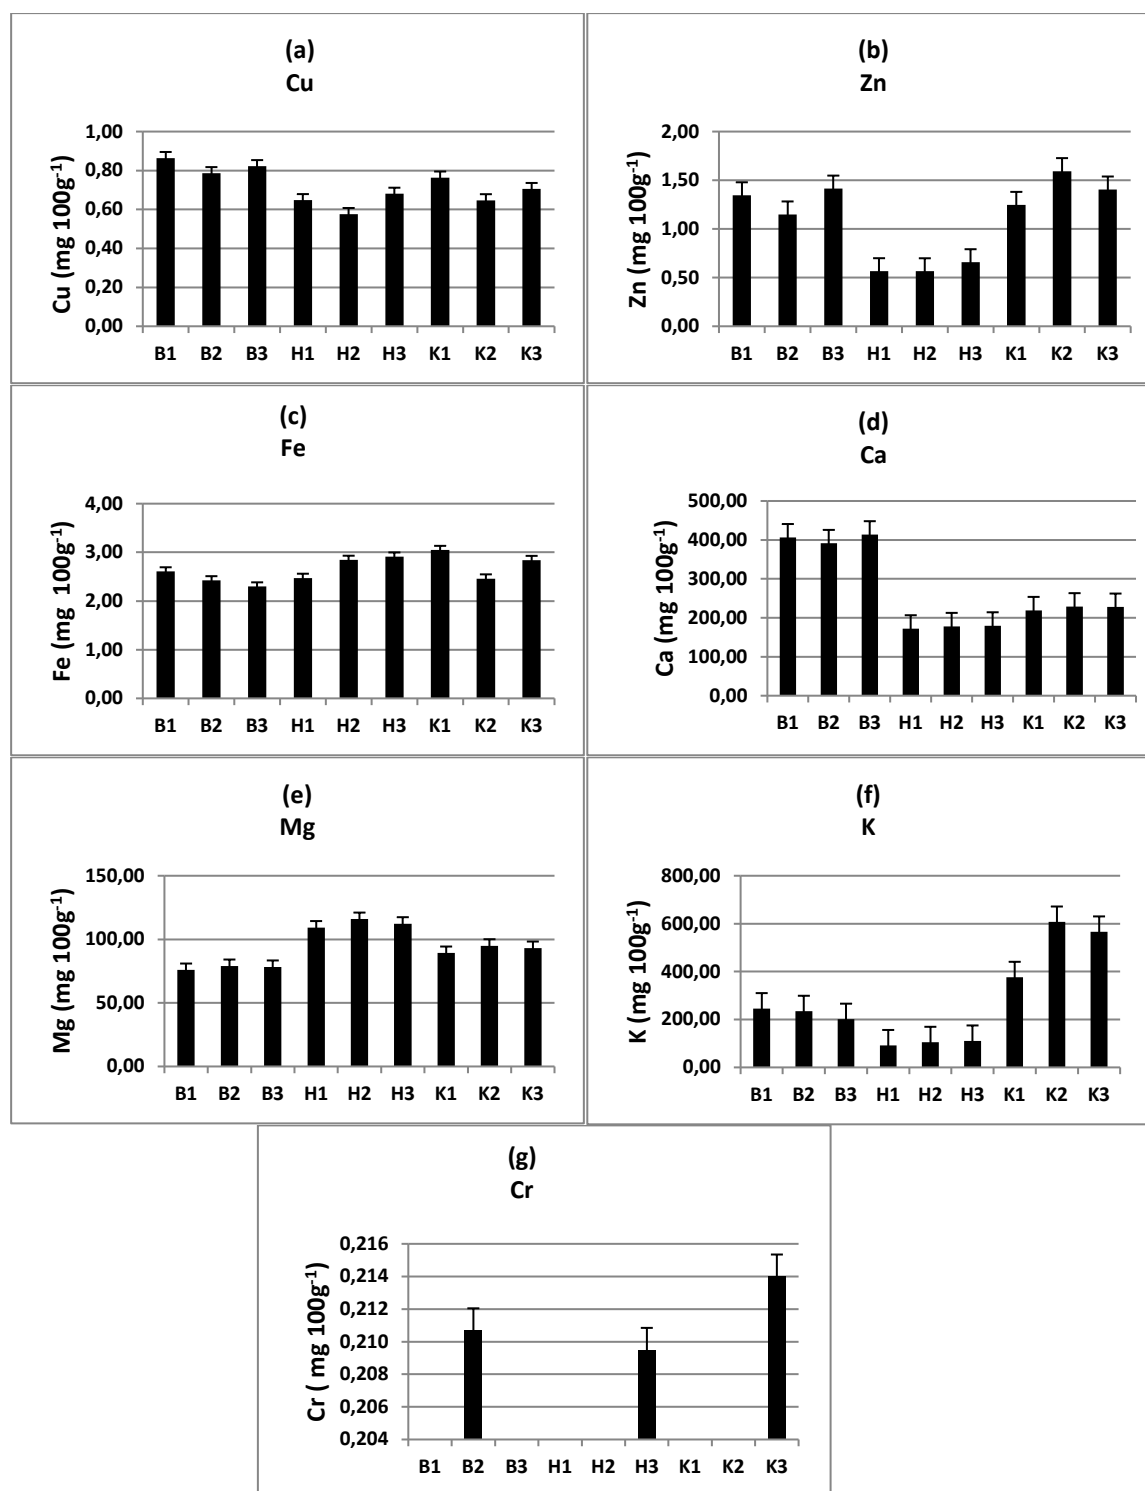 (a)
Cu
Cu (mg 100g⁻¹)
1,00
0,80
0,60
0,40
0,20
0,00
B1 B2 B3 H1 H2 H3 K1 K2 K3
(b)
Zn
Zn (mg 100g⁻¹)
2,00
1,50
1,00
0,50
0,00
B1 B2 B3 H1 H2 H3 K1 K2 K3
(c)
Fe
Fe (mg 100g⁻¹)
4,00
3,00
2,00
1,00
0,00
B1 B2 B3 H1 H2 H3 K1 K2 K3
(d)
Ca
Ca (mg 100g⁻¹)
500,00
400,00
300,00
200,00
100,00
0,00
B1 B2 B3 H1 H2 H3 K1 K2 K3
(e)
Mg
Mg (mg 100g⁻¹)
150,00
100,00
50,00
0,00
B1 B2 B3 H1 H2 H3 K1 K2 K3
(f)
K
K (mg 100g⁻¹)
800,00
600,00
400,00
200,00
0,00
B1 B2 B3 H1 H2 H3 K1 K2 K3
(g)
Cr
Cr ( mg 100g⁻¹)
0,216
0,214
0,212
0,210
0,208
0,206
0,204
B1 B2 B3 H1 H2 H3 K1 K2 K3